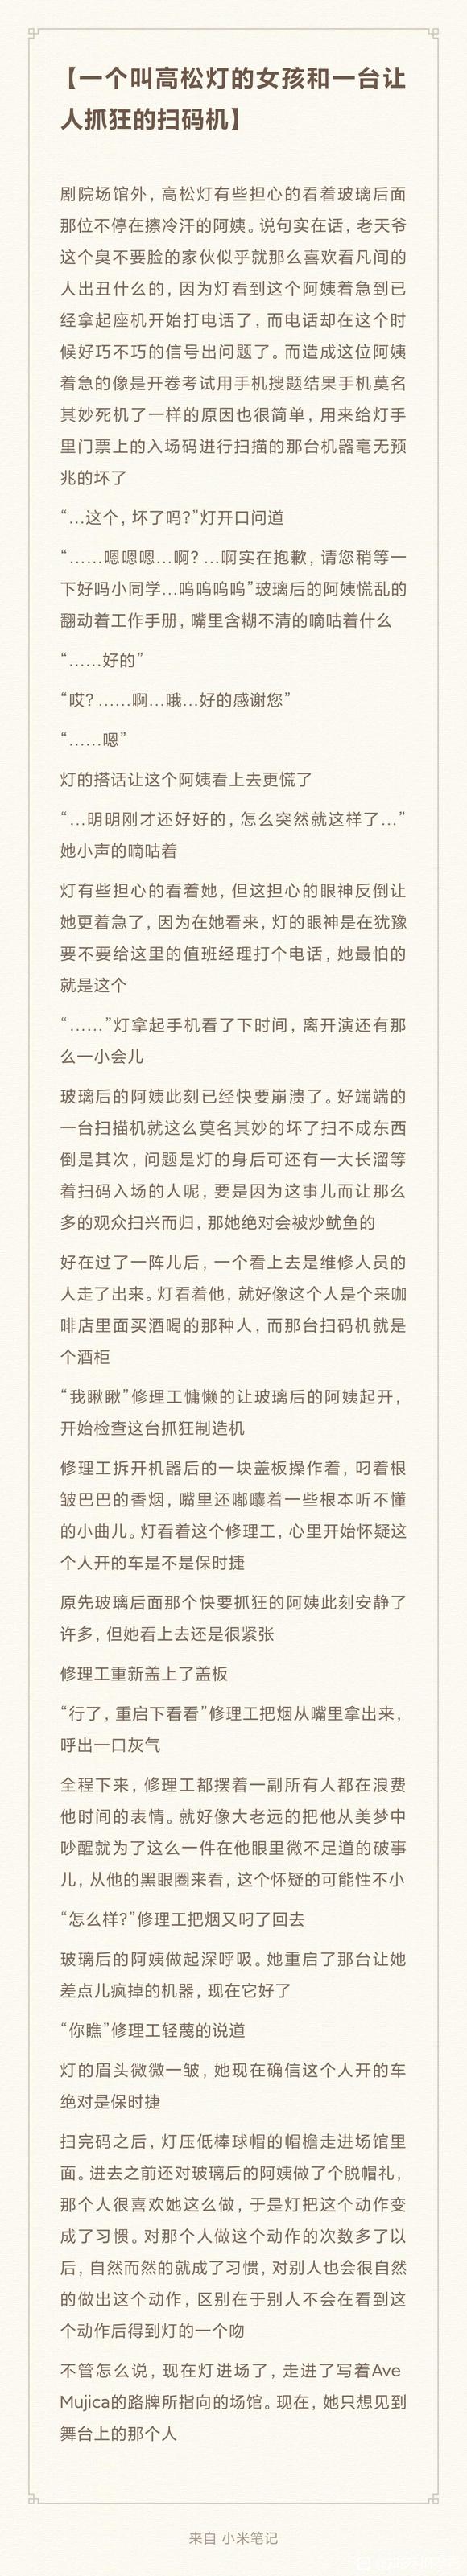 【一个叫高松灯的女孩和一台让
人抓狂的扫码机】
剧院场馆外，高松灯有些担心的看着玻璃后面
那位不停在擦冷汗的阿姨。说句实在话，老天爷
这个臭不要脸的家伙似乎就那么喜欢看凡间的
人出丑什么的，因为灯看到这个阿姨着急到已
经拿起座机开始打电话了，而电话却在这个时
候好巧不巧的信号出问题了。而造成这位阿姨
着急的像是开卷考试用手机搜题结果手机莫名
其妙死机了一样的原因也很简单，用来给灯手
里门票上的入场码进行扫描的那台机器毫无预
兆的坏了
“…这个，坏了吗?”灯开口问道
“……嗯嗯嗯…啊? …啊实在抱歉，请您稍等一
下好吗小同学…呜呜呜呜”玻璃后的阿姨慌乱的
翻动着工作手册，嘴里含糊不清的嘀咕着什么
“……好的”
“哎? ……啊…哦…好的感谢您”
“……嗯”
灯的搭话让这个阿姨看上去更慌了
“…明明刚才还好好的，怎么突然就这样了…”
她小声的嘀咕着
灯有些担心的看着她，但这担心的眼神反倒让
她更着急了，因为在她看来，灯的眼神是在犹豫
要不要给这里的值班经理打个电话，她最怕的
就是这个
“……”灯拿起手机看了下时间，离开演还有那
么一小会儿
玻璃后的阿姨此刻已经快要崩溃了。好端端的
一台扫描机就这么莫名其妙的坏了扫不成东西
倒是其次，问题是灯的身后可还有一大长溜等
着扫码入场的人呢，要是因为这事儿而让那么
多的观众扫兴而归，那她绝对会被炒鱿鱼的
好在过了一阵儿后，一个看上去是维修人员的
人走了出来。灯看着他，就好像这个人是个来咖
啡店里面买酒喝的那种人，而那台扫码机就是
个酒柜
“我瞅瞅”修理工慵懒的让玻璃后的阿姨起开，
开始检查这台抓狂制造机
修理工拆开机器后的一块盖板操作着，叼着根
皱巴巴的香烟，嘴里还嘟囔着一些根本听不懂
的小曲儿。灯看着这个修理工，心里开始怀疑这
个人开的车是不是保时捷
原先玻璃后面那个快要抓狂的阿姨此刻安静了
许多，但她看上去还是很紧张
修理工重新盖上了盖板
“行了，重启下看看”修理工把烟从嘴里拿出来，
呼出一口灰气
全程下来，修理工都摆着一副所有人都在浪费
他时间的表情。就好像大老远的把他从美梦中
吵醒就为了这么一件在他眼里微不足道的破事
儿，从他的黑眼圈来看，这个怀疑的可能性不小
“怎么样?”修理工把烟又叼了回去
玻璃后的阿姨做起深呼吸。她重启了那台让她
差点儿疯掉的机器，现在它好了
“你瞧”修理工轻蔑的说道
灯的眉头微微一皱，她现在确信这个人开的车
绝对是保时捷
扫完码之后，灯压低棒球帽的帽檐走进场馆里
面。进去之前还对玻璃后的阿姨做了个脱帽礼，
那个人很喜欢她这么做，于是灯把这个动作变
成了习惯。对那个人做这个动作的次数多了以
后，自然而然的就成了习惯，对别人也会很自然
的做出这个动作，区别在于别人不会在看到这
个动作后得到灯的一个吻
不管怎么说，现在灯进场了，走进了写着Ave
Mujica的路牌所指向的场馆。现在，她只想见到
舞台上的那个人
来自 小米笔记